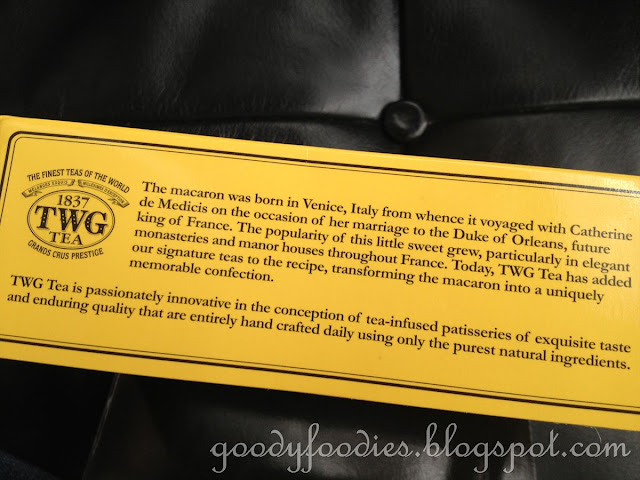 THE FINEST TEAS OF THE WORLD
1837
TWG
TEA
GRANDS CRUS PRESTIGE
The macaron was born in Venice, Italy from whence it voyaged with Catherine
de Medicis on the occasion of her marriage to the Duke of Orleans, future
king of France. The popularity of this little sweet grew, particularly in elegant
monasteries and manor houses throughout France. Today, TWG Tea has added
our signature teas to the recipe, transforming the macaron into a uniquely
memorable confection.
TWG Tea is passionately innovative in the conception of tea-infused patisseries of exquisite taste
and enduring quality that are entirely hand crafted daily using only the purest natural ingredients.
goodyfoodies.blogspot.com